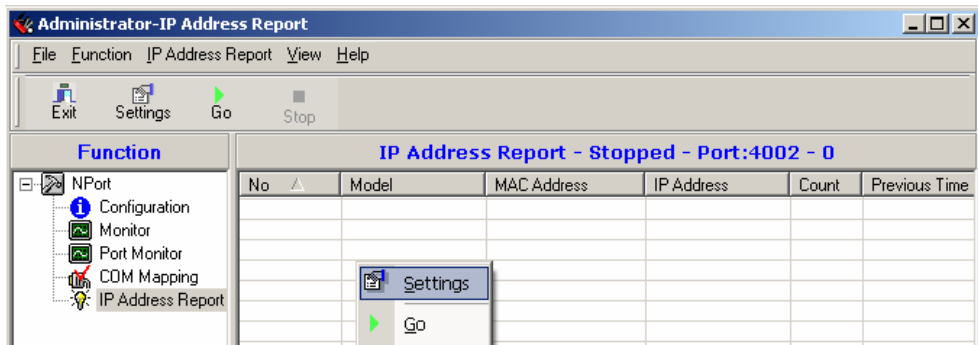 Administrator-IP Address Report
File Function IP Address Report View Help
Exit Settings Go Stop
Function
IP Address Report - Stopped - Port:4002 - 0
NPort
Configuration
Monitor
Port Monitor
COM Mapping
IP Address Report
No Model MAC Address IP Address Count Previous Time
Settings
Go